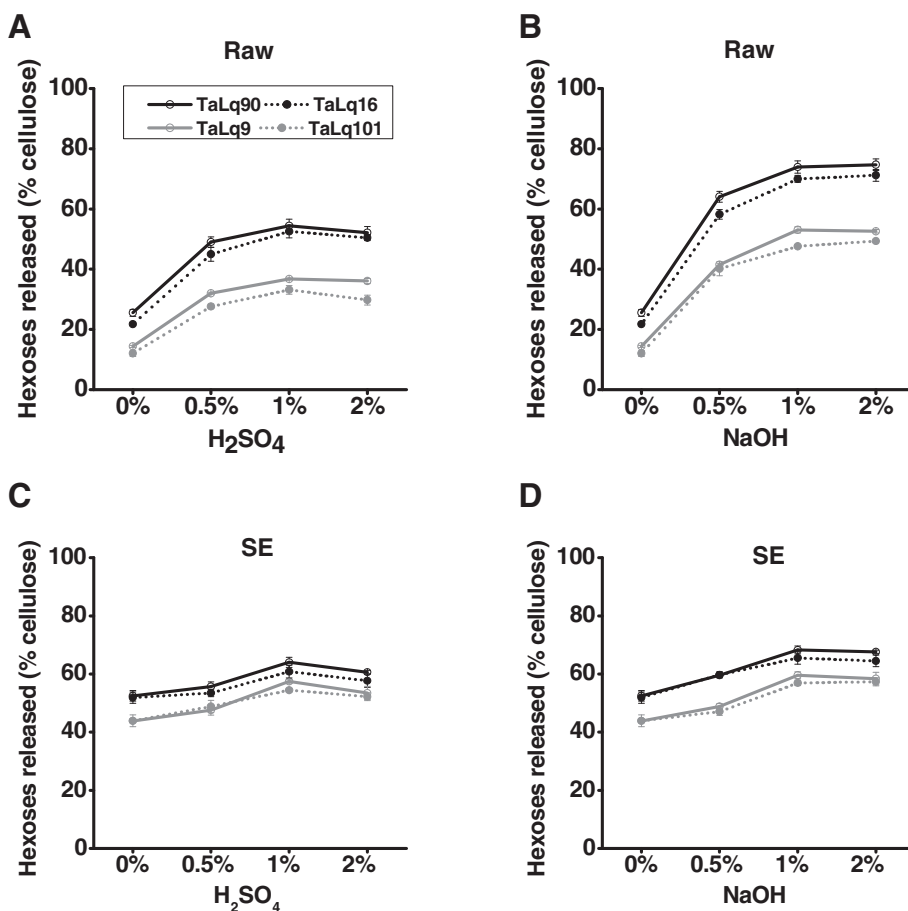 A
Raw
Hexoses released (% cellulose)
100
80
60
40
20
0
TaLq90 TaLq16
TaLq9 TaLq101
0% 0.5% 1% 2%
H₂SO₄
B
Raw
Hexoses released (% cellulose)
100
80
60
40
20
0
0% 0.5% 1% 2%
NaOH
C
SE
Hexoses released (% cellulose)
100
80
60
40
20
0
0% 0.5% 1% 2%
H₂SO₄
D
SE
Hexoses released (% cellulose)
100
80
60
40
20
0
0% 0.5% 1% 2%
NaOH